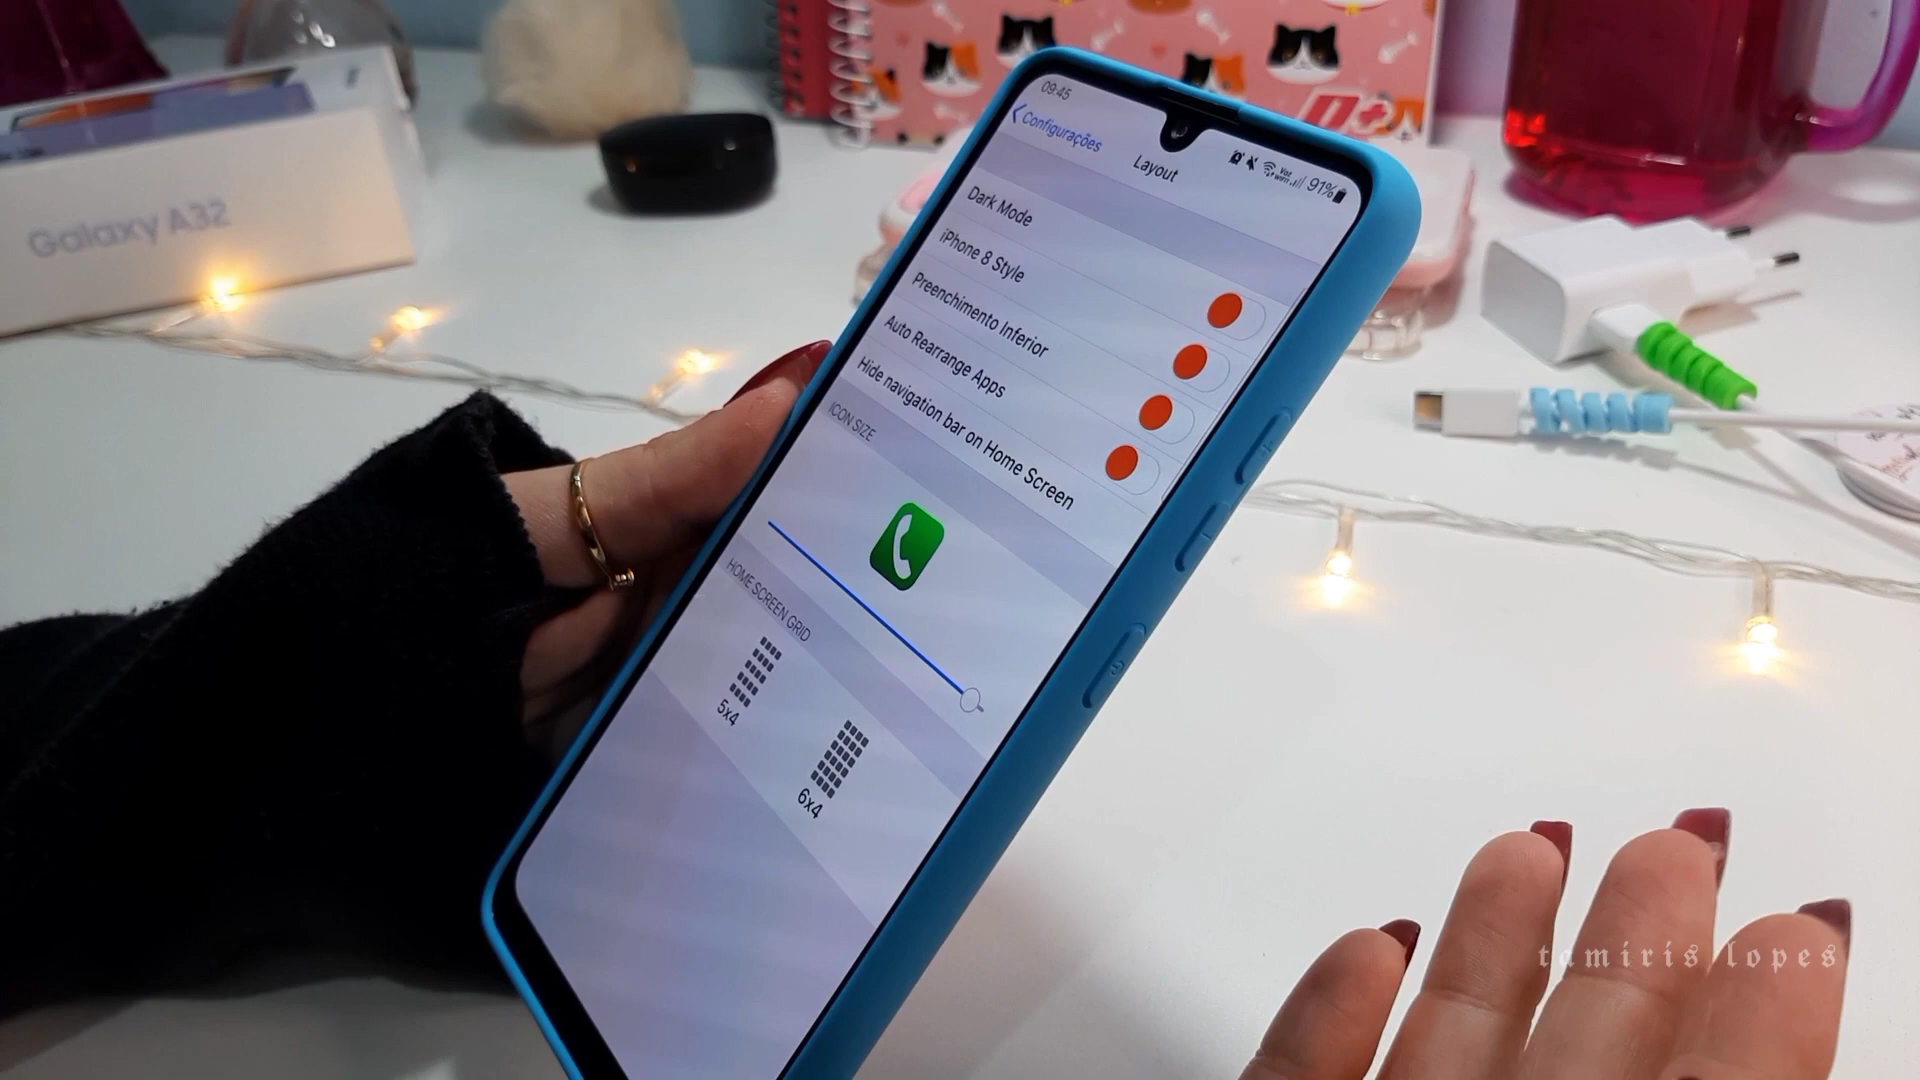 Galaxy A32
09:45
91%
Configurações
Layout
Dark Mode
iPhone 8 Style
Preenchimento Inferior
Auto Rearrange Apps
Hide navigation bar on Home Screen
ICON SIZE
HOME SCREEN GRID
5x4
6x4
tamiris lopes